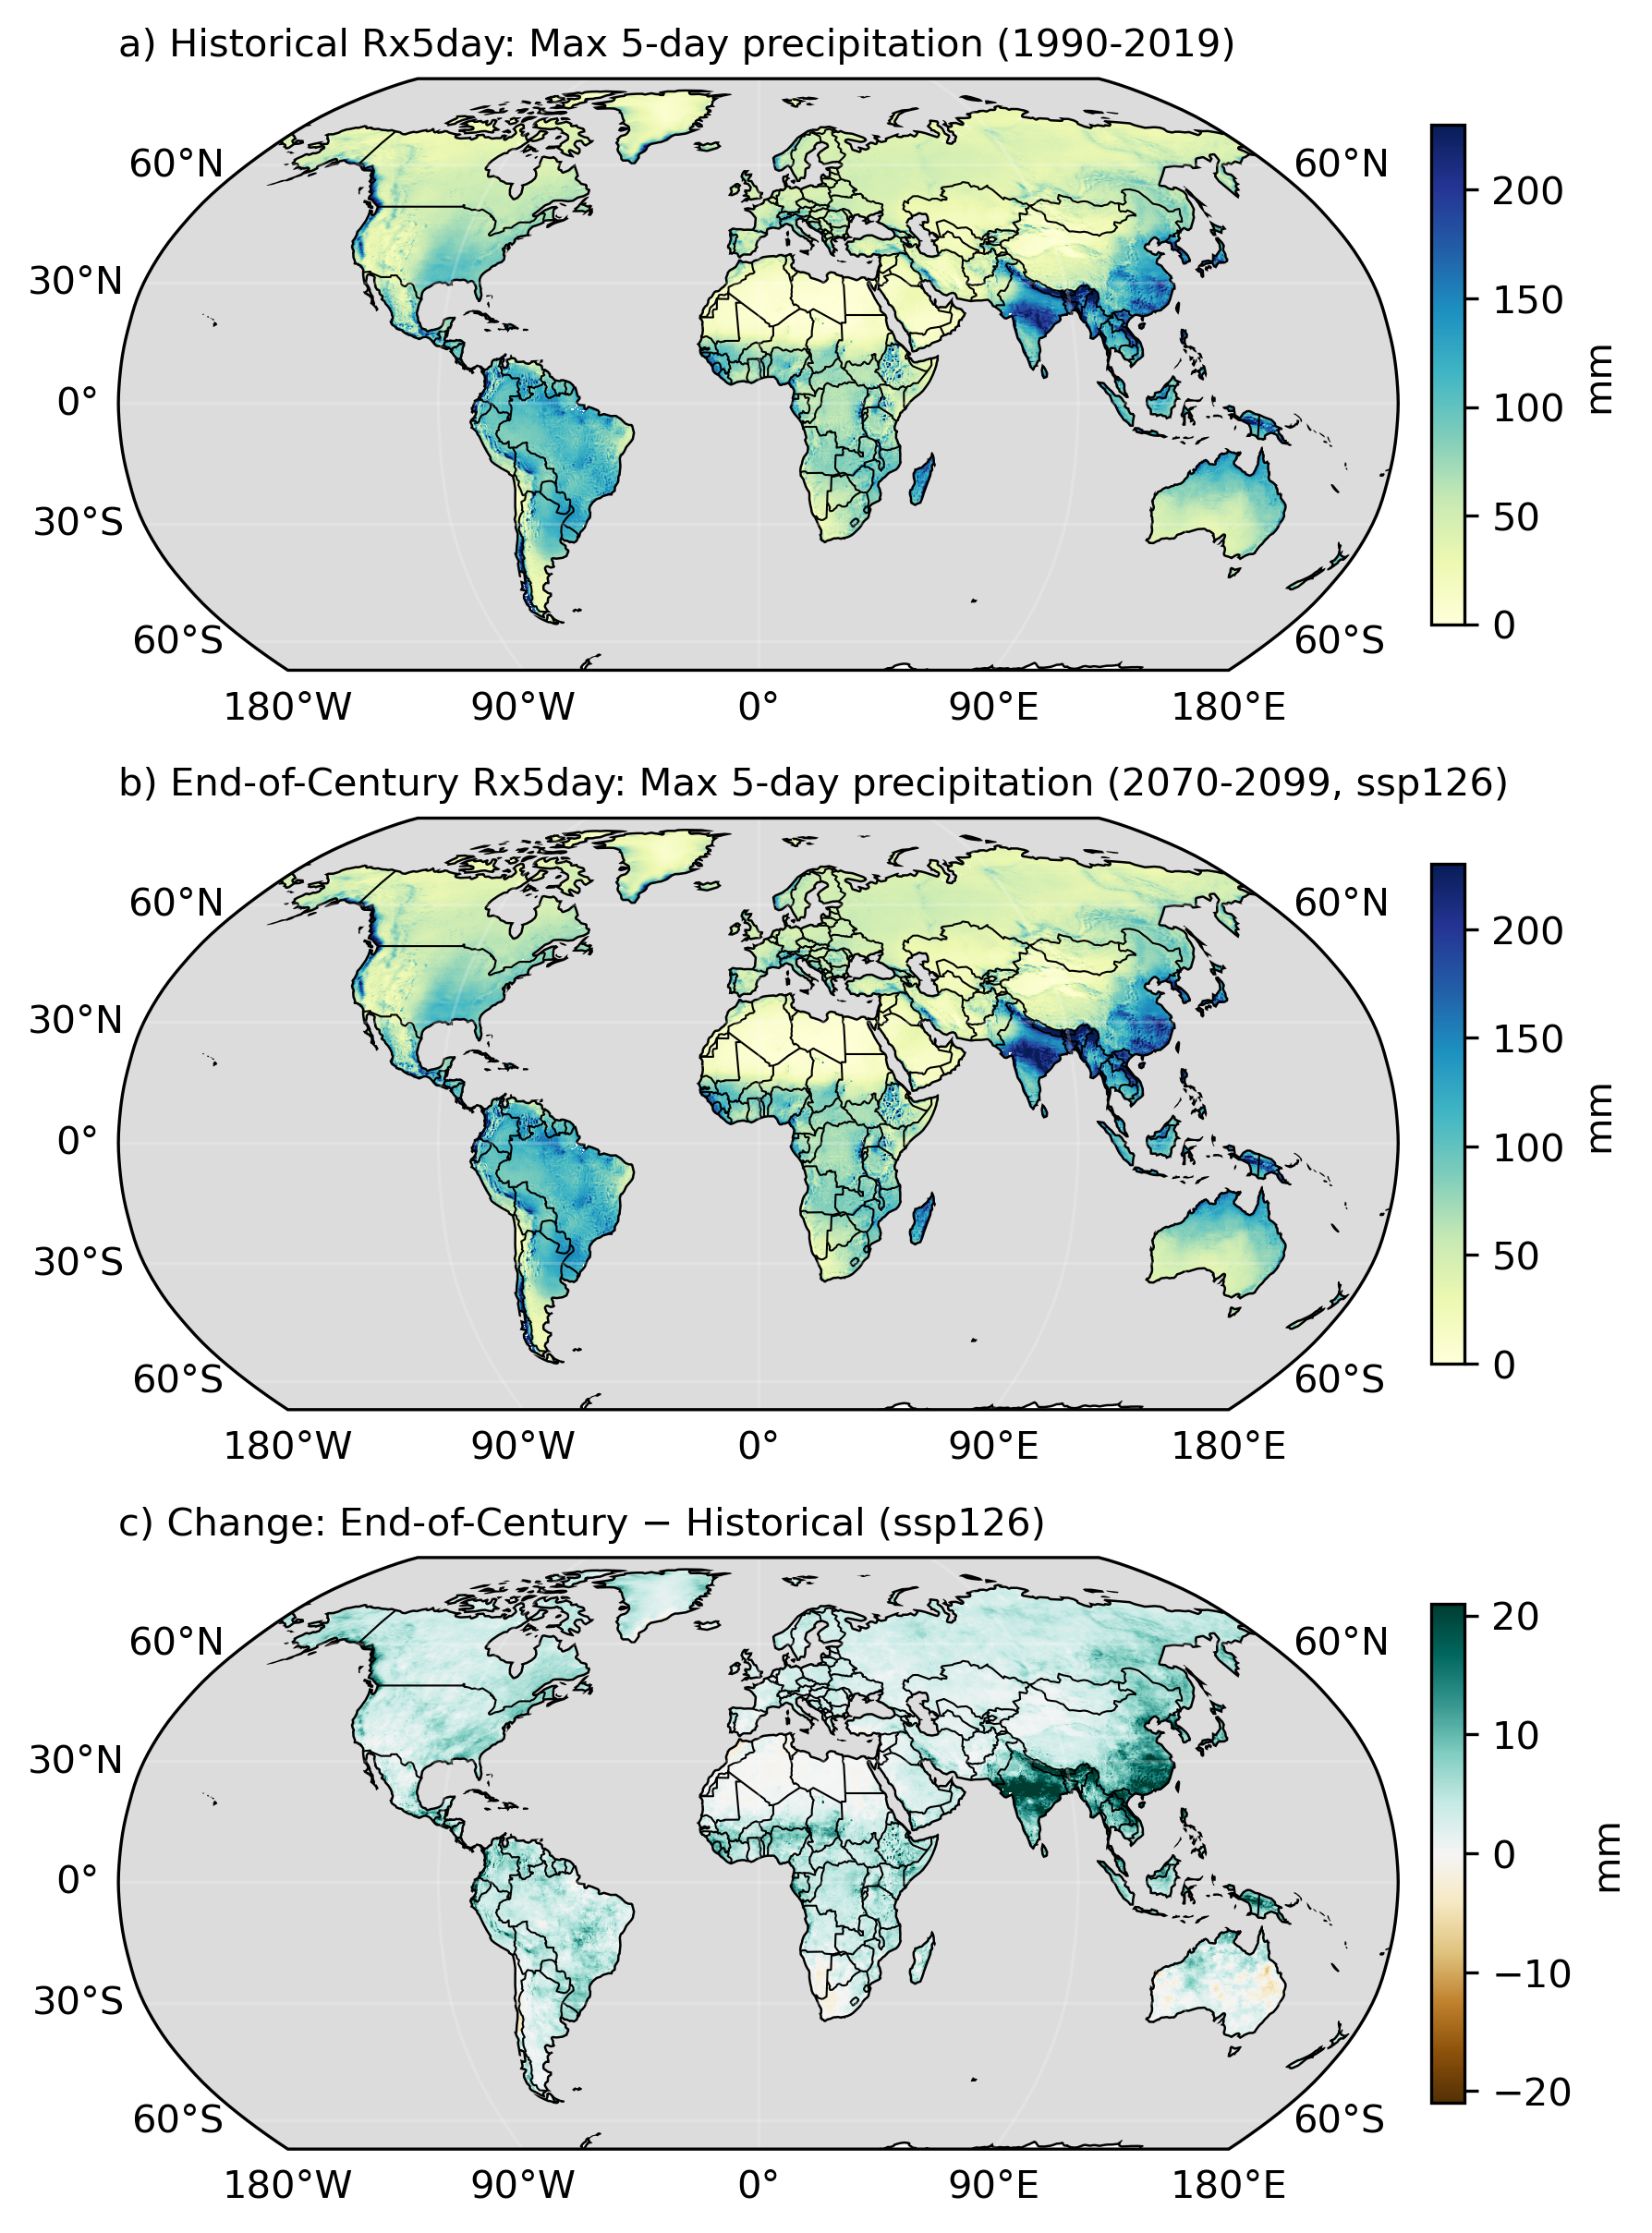 a) Historical Rx5day: Max 5-day precipitation (1990-2019)
60°N 60°N
30°N
0°
30°S
60°S 60°S
180°W 90°W 0° 90°E 180°E
200
150
100
50
0
mm
b) End-of-Century Rx5day: Max 5-day precipitation (2070-2099, ssp126)
60°N 60°N
30°N
0°
30°S
60°S 60°S
180°W 90°W 0° 90°E 180°E
200
150
100
50
0
mm
c) Change: End-of-Century − Historical (ssp126)
60°N 60°N
30°N
0°
30°S
60°S 60°S
180°W 90°W 0° 90°E 180°E
20
10
0
−10
−20
mm